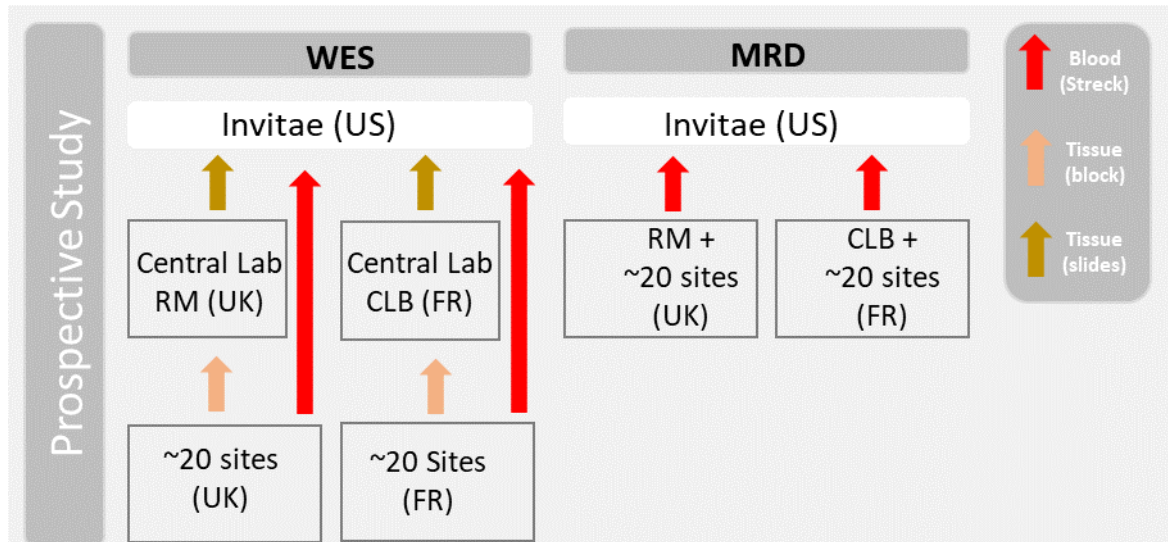 Prospective Study
WES
MRD
Invitae (US)
Invitae (US)
Central Lab
RM (UK)
Central Lab
CLB (FR)
RM +
~20 sites
(UK)
CLB +
~20 sites
(FR)
~20 sites
(UK)
~20 Sites
(FR)
Blood
(Streck)
Tissue
(block)
Tissue
(slides)